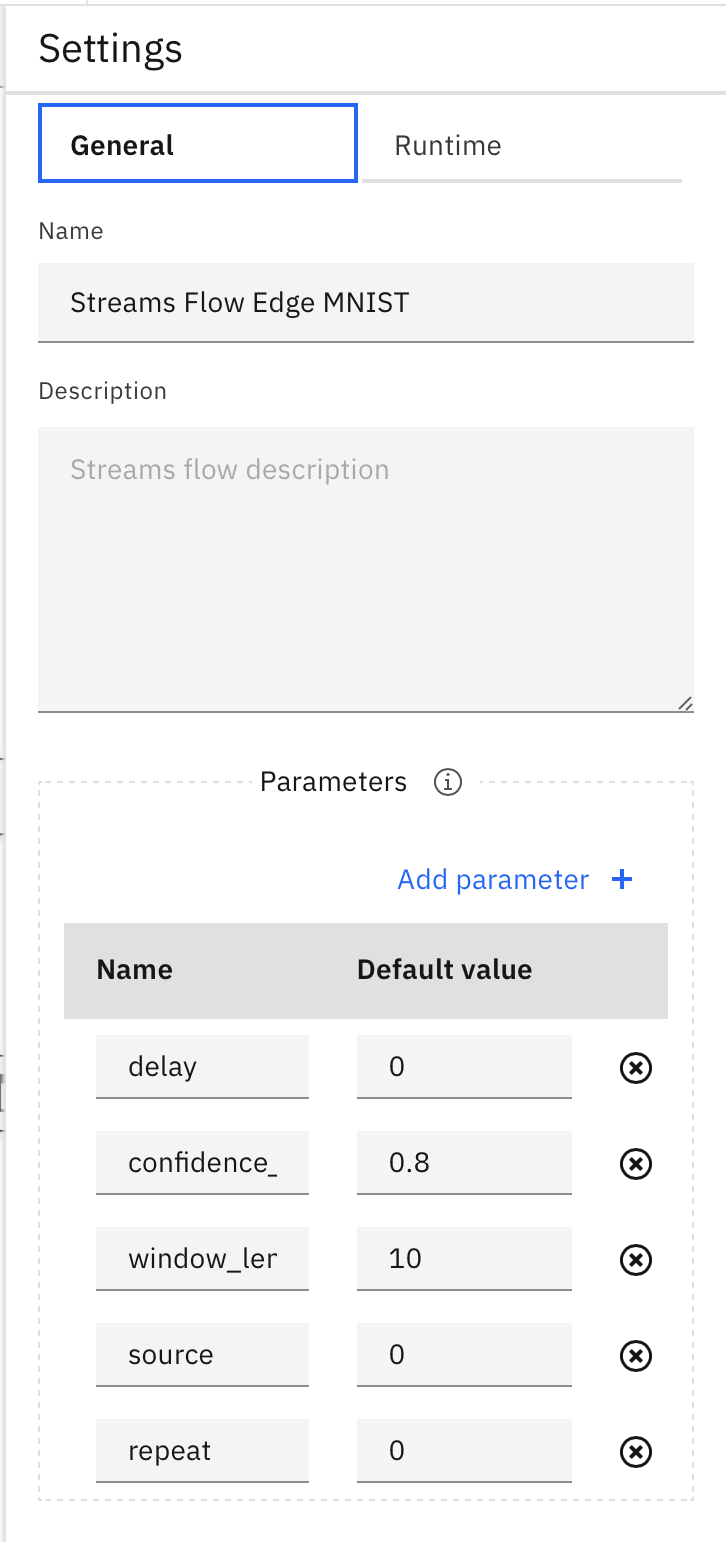 Settings
General
Runtime
Name
Streams Flow Edge MNIST
Description
Streams flow description
Parameters
Add parameter +
Name Default value
delay 0
confidence_ 0.8
window_ler 10
source 0
repeat 0